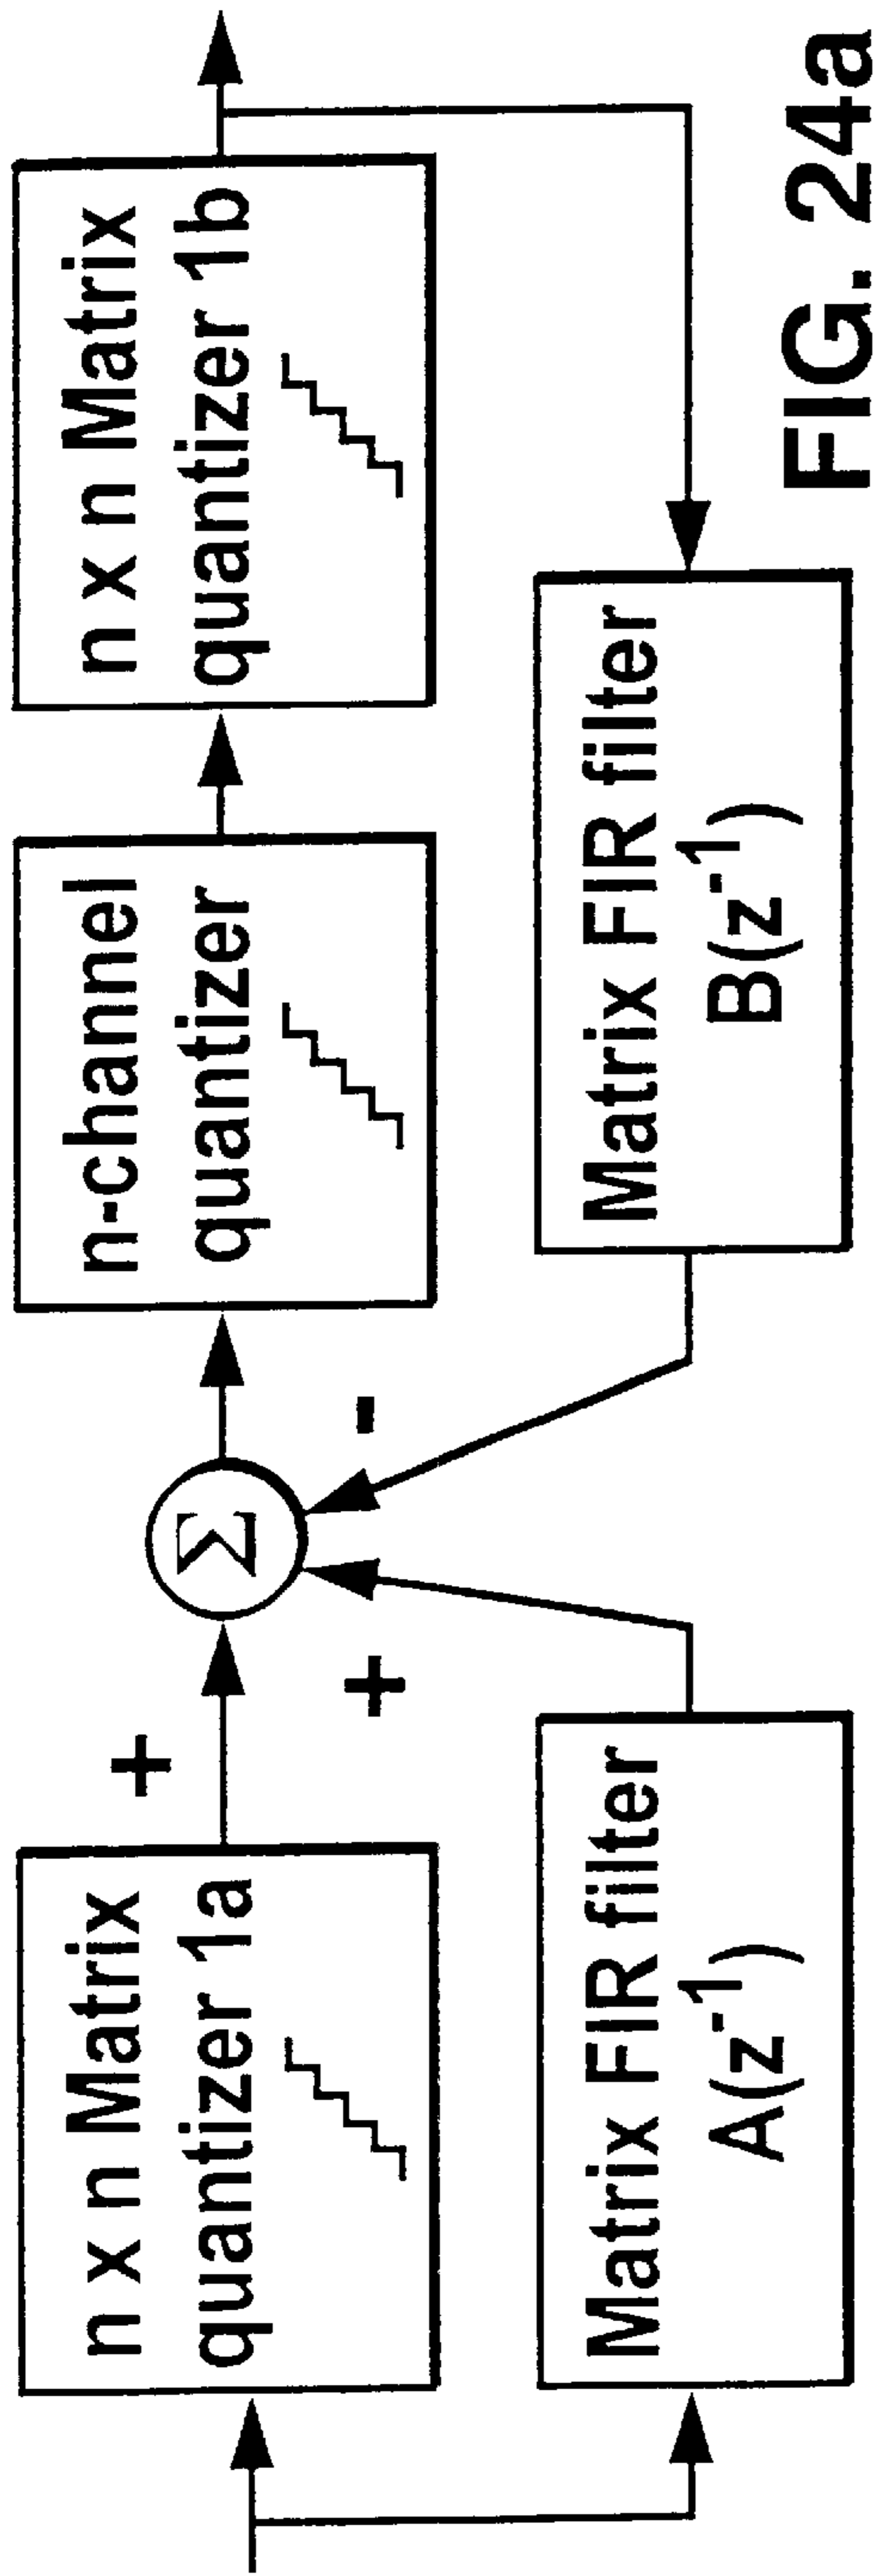 n x n Matrix
quantizer 1a
+
Σ
+
-
n-channel
quantizer
n x n Matrix
quantizer 1b
Matrix FIR filter
A(z⁻¹)
Matrix FIR filter
B(z⁻¹)
FIG. 24a